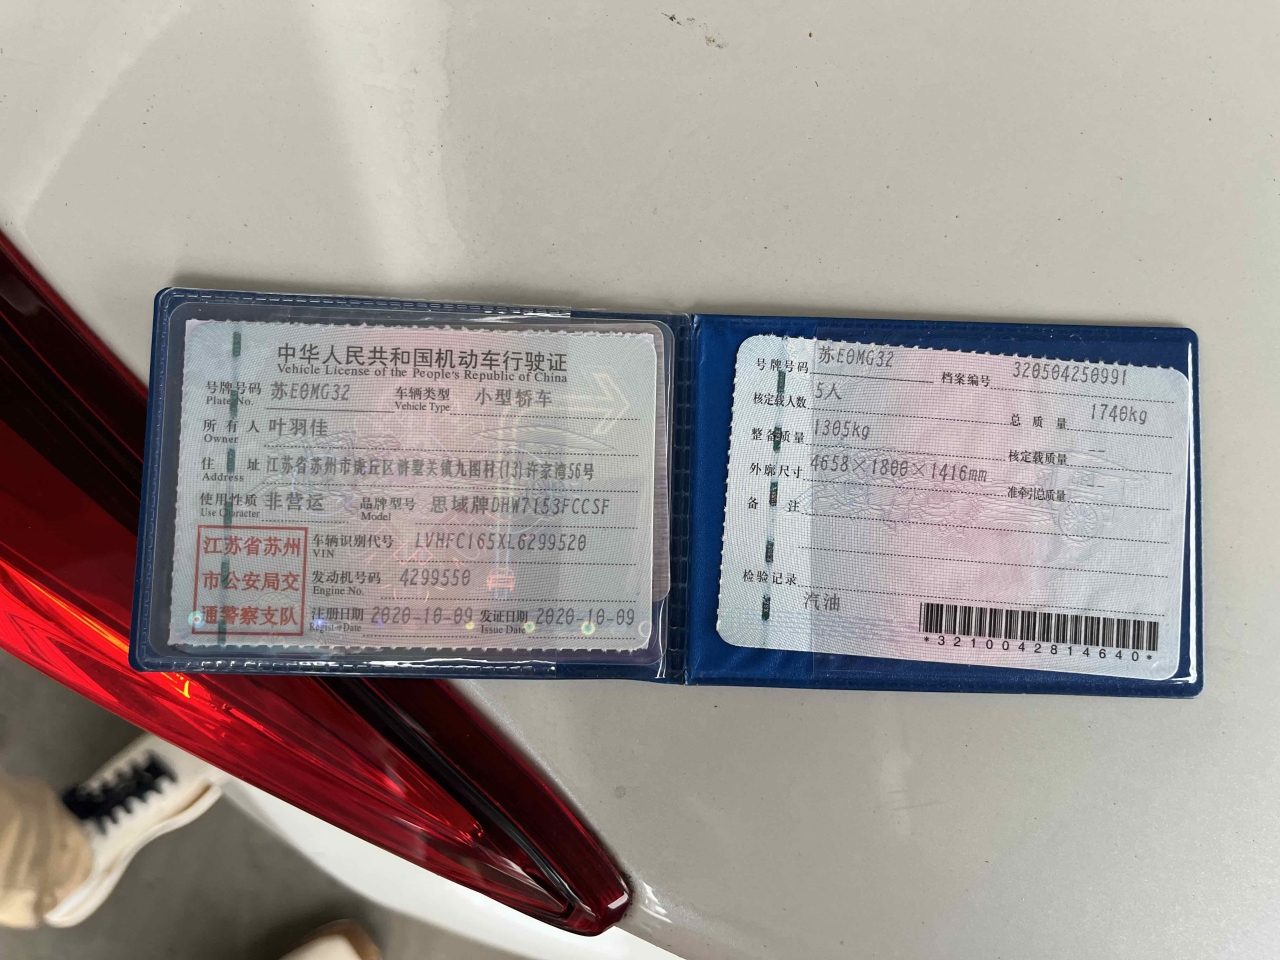 中华人民共和国机动车行驶证
Vehicle License of the People's Republic of China
号牌号码 苏E0MG32 车辆类型 小型轿车
Plate No. Vehicle Type
所有人 叶羽佳
Owner
住址 江苏省苏州市虎丘区浒墅关镇九图村(13)许家湾56号
Address
使用性质 非营运 品牌型号 思域牌DHW7153FCCSF
Use Character Model
江苏省苏州
市公安局交
通警察支队
车辆识别代号 LVHFC165XL6299520
VIN
发动机号码 4299550
Engine No.
注册日期 2020-10-09 发证日期 2020-10-09
Register Date Issue Date
号牌号码 苏E0MG32 档案编号 320504250991
核定载人数 5人 总质量 1740kg
整备质量 1305kg 核定载质量 --
外廓尺寸 4658×1800×1416mm 准牵引总质量 --
备注
检验记录
汽油
*3210042814640*